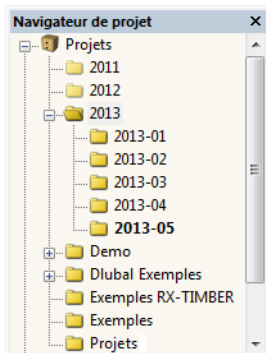 Navigateur de projet
Projets
2011
2012
2013
2013-01
2013-02
2013-03
2013-04
2013-05
Demo
Dlubal Exemples
Exemples RX-TIMBER
Exemples
Projets